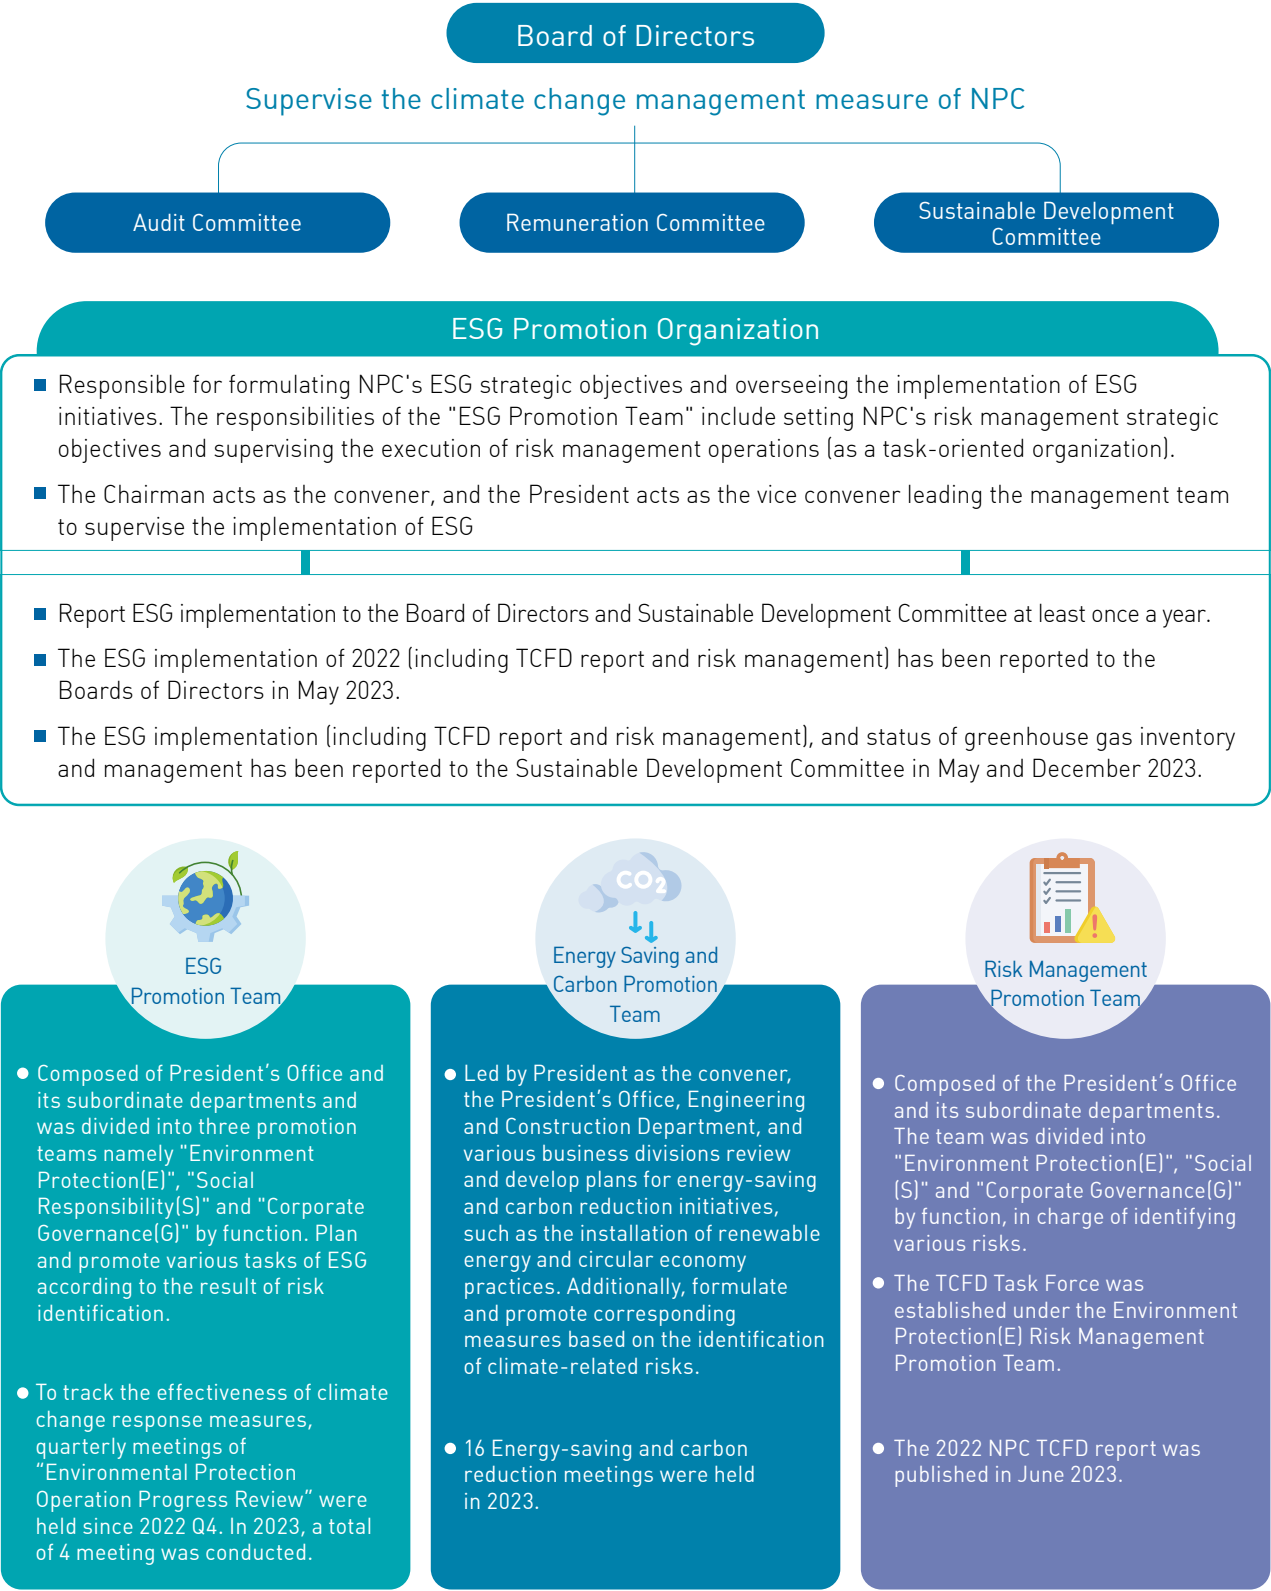 Board of Directors
Supervise the climate change management measure of NPC
Audit Committee
Remuneration Committee
Sustainable Development
Committee
ESG Promotion Organization
Responsible for formulating NPC's ESG strategic objectives and overseeing the implementation of ESG
initiatives. The responsibilities of the "ESG Promotion Team" include setting NPC's risk management strategic
objectives and supervising the execution of risk management operations (as a task-oriented organization).
The Chairman acts as the convener, and the President acts as the vice convener leading the management team
to supervise the implementation of ESG
Report ESG implementation to the Board of Directors and Sustainable Development Committee at least once a year.
The ESG implementation of 2022 (including TCFD report and risk management) has been reported to the
Boards of Directors in May 2023.
The ESG implementation (including TCFD report and risk management), and status of greenhouse gas inventory
and management has been reported to the Sustainable Development Committee in May and December 2023.
ESG
Promotion Team
Composed of President’s Office and
its subordinate departments and
was divided into three promotion
teams namely "Environment
Protection(E)", "Social
Responsibility(S)" and "Corporate
Governance(G)" by function. Plan
and promote various tasks of ESG
according to the result of risk
identification.
To track the effectiveness of climate
change response measures,
quarterly meetings of
“Environmental Protection
Operation Progress Review” were
held since 2022 Q4. In 2023, a total
of 4 meeting was conducted.
CO2
Energy Saving and
Carbon Promotion
Team
Led by President as the convener,
the President’s Office, Engineering
and Construction Department, and
various business divisions review
and develop plans for energy-saving
and carbon reduction initiatives,
such as the installation of renewable
energy and circular economy
practices. Additionally, formulate
and promote corresponding
measures based on the identification
of climate-related risks.
16 Energy-saving and carbon
reduction meetings were held
in 2023.
Risk Management
Promotion Team
Composed of the President’s Office
and its subordinate departments.
The team was divided into
"Environment Protection(E)", "Social
(S)" and "Corporate Governance(G)"
by function, in charge of identifying
various risks.
The TCFD Task Force was
established under the Environment
Protection(E) Risk Management
Promotion Team.
The 2022 NPC TCFD report was
published in June 2023.